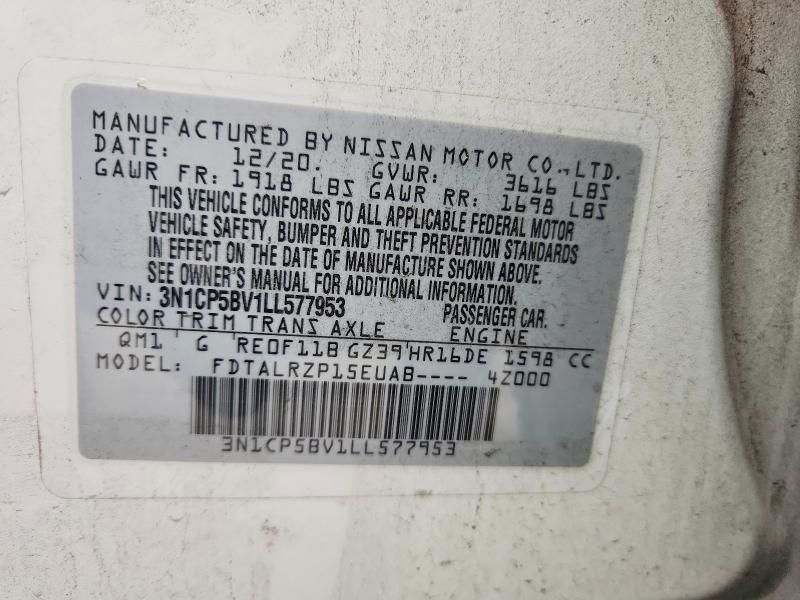 MANUFACTURED BY NISSAN MOTOR CO.,LTD.
DATE: 12/20. GVWR: 3616 LBS
GAWR FR: 1918 LBS GAWR RR: 1698 LBS
THIS VEHICLE CONFORMS TO ALL APPLICABLE FEDERAL MOTOR
VEHICLE SAFETY, BUMPER AND THEFT PREVENTION STANDARDS
IN EFFECT ON THE DATE OF MANUFACTURE SHOWN ABOVE.
SEE OWNER'S MANUAL FOR ADDITIONAL INFORMATION.
VIN: 3N1CP5BV1LL577953 PASSENGER CAR.
COLOR TRIM TRANS AXLE ENGINE
QM1 G RE0F11B GZ39 HR16DE 1598 CC
MODEL: FDTALRZP15EUAB---- 4Z000
3N1CP5BV1LL577953